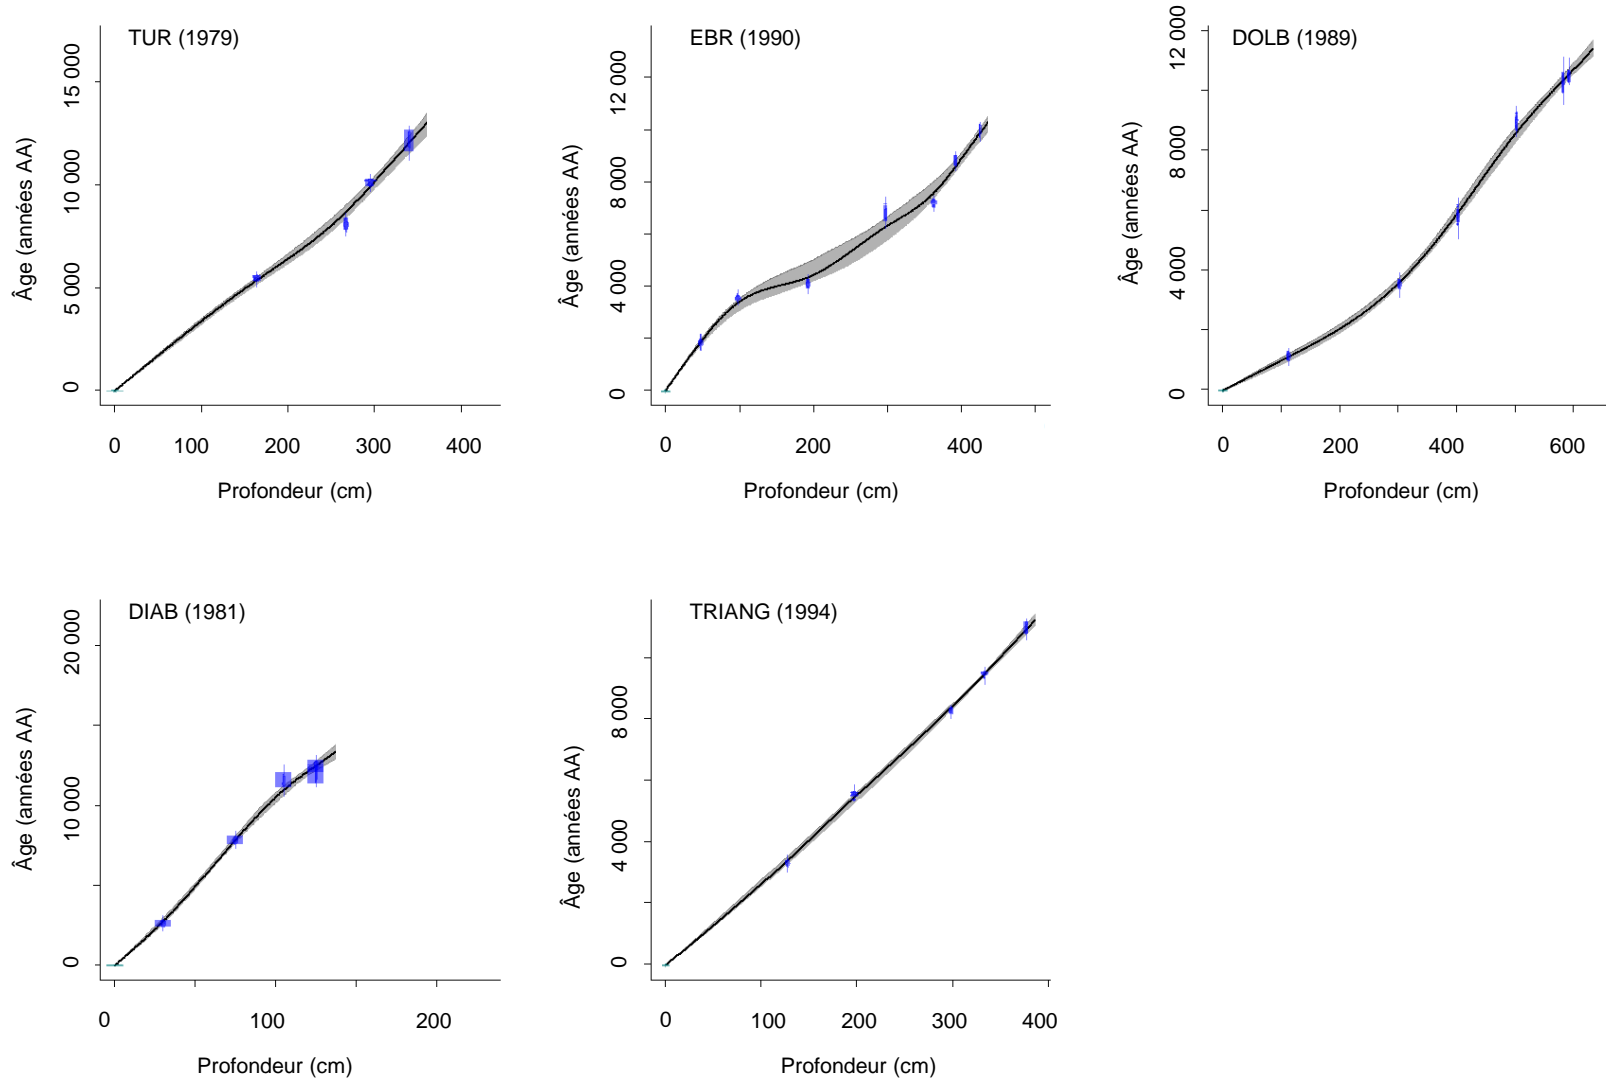 TUR (1979)
Âge (années AA)
15 000
10 000
5 000
0
0 100 200 300 400
Profondeur (cm)
EBR (1990)
Âge (années AA)
12 000
8 000
4 000
0
0 200 400
Profondeur (cm)
DOLB (1989)
Âge (années AA)
12 000
8 000
4 000
0
0 200 400 600
Profondeur (cm)
DIAB (1981)
Âge (années AA)
20 000
10 000
0
0 100 200
Profondeur (cm)
TRIANG (1994)
Âge (années AA)
8 000
4 000
0
0 100 200 300 400
Profondeur (cm)